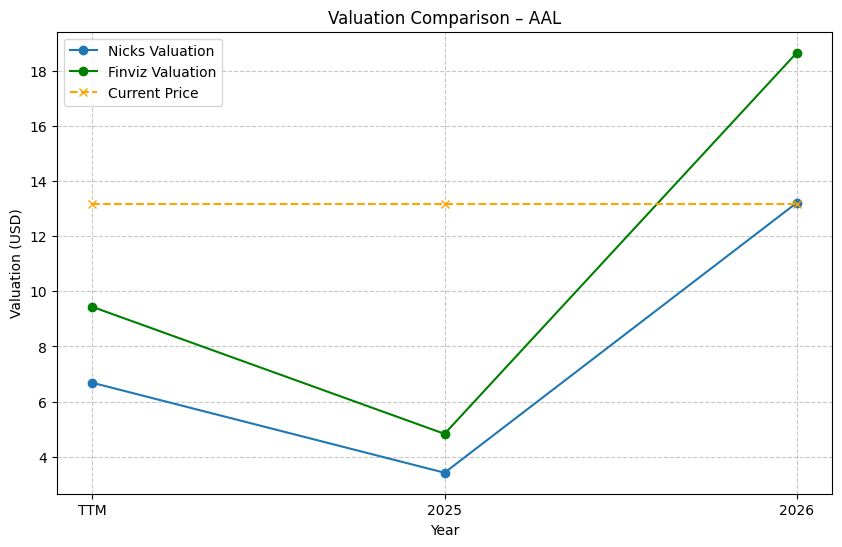 Valuation Comparison – AAL
Nicks Valuation
Finviz Valuation
Current Price
Valuation (USD)
18
16
14
12
10
8
6
4
TTM
2025
2026
Year